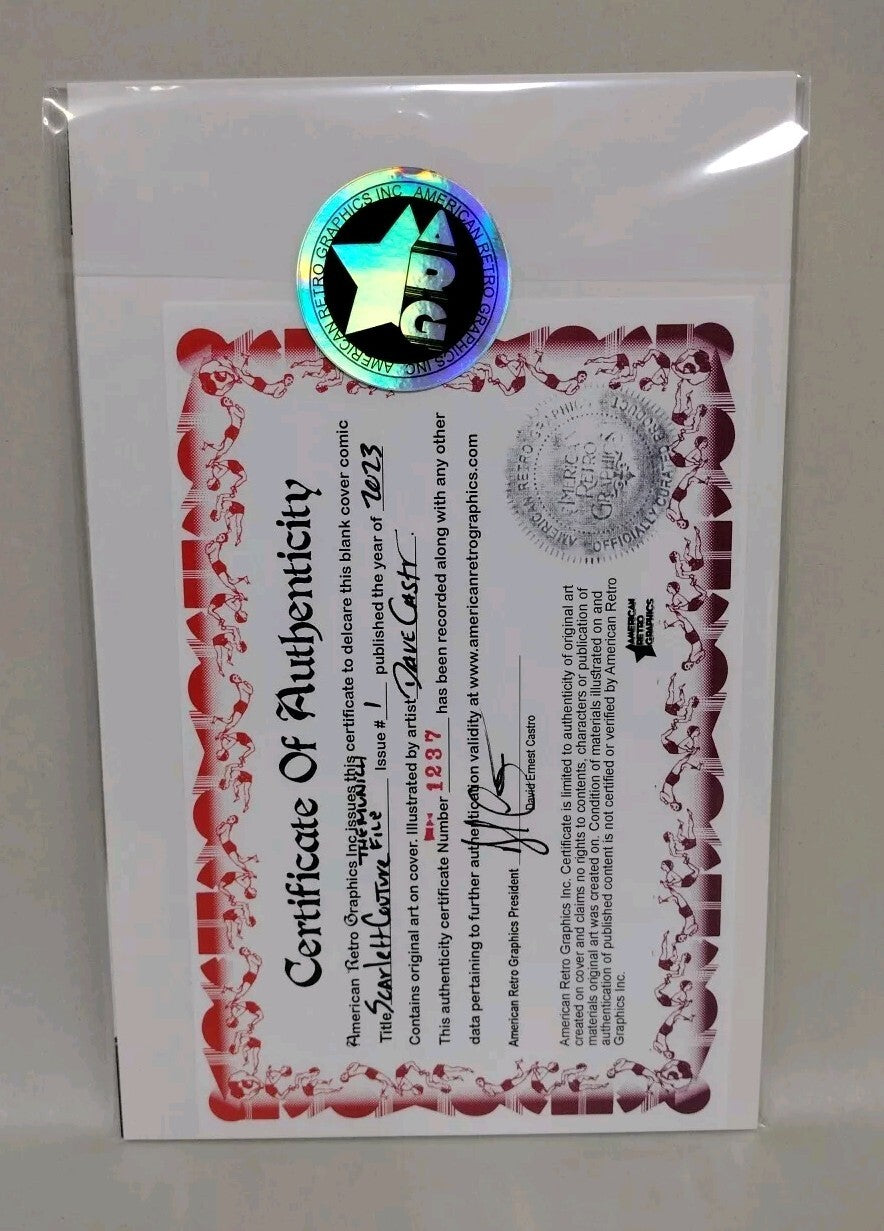 AMERICAN RETRO GRAPHICS INC. AMERICAN RETRO GRAPHICS INC.
ARG
Certificate Of Authenticity
American Retro Graphics Inc issues this certificate to delcare this blank cover comic
Title Scarlett Couture THE MUNICH FILE Issue # 1 published the year of 2023
Contains original art on cover. Illustrated by artist Dave Castr.
This authenticity certificate Number 1237 has been recorded along with any other
data pertaining to further authentication validity at www.americanretrographics.com
American Retro Graphics President
David Ernest Castro
AMERICAN RETRO GRAPHICS
OFFICIALLY CURATED PRODUCT
AMERICAN
RETRO
GRAPHICS
American Retro Graphics Inc. Certificate is limited to authenticity of original art
created on cover and claims no rights to contents, characters or publication of
materials original art was created on. Condition of materials illustrated on and
authentication of published content is not certified or verified by American Retro
Graphics Inc.
AMERICAN
RETRO
GRAPHICS